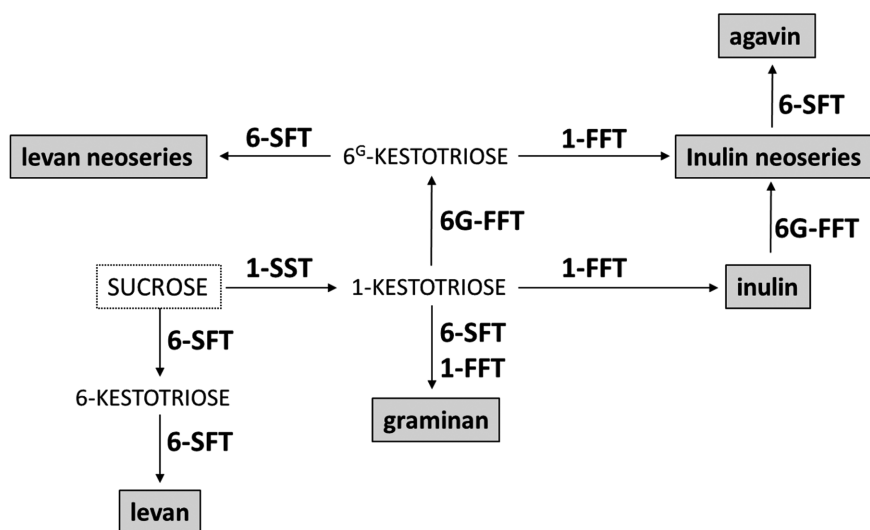 agavin
6-SFT
6-SFT
1-FFT
levan neoseries
6ᴳ-KESTOTRIOSE
Inulin neoseries
6G-FFT
6G-FFT
1-SST
1-FFT
SUCROSE
1-KESTOTRIOSE
inulin
6-SFT
6-SFT
1-FFT
6-KESTOTRIOSE
graminan
6-SFT
levan